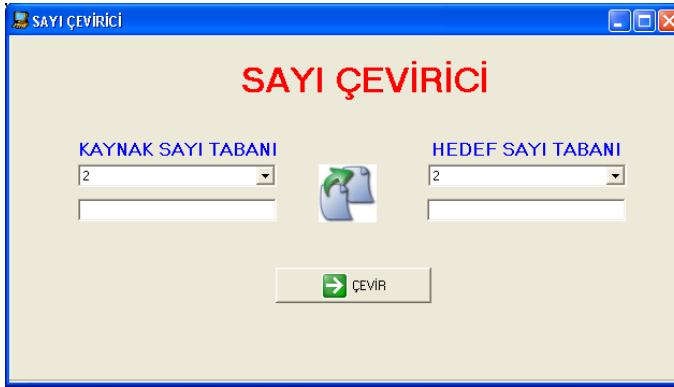 SAYI ÇEVİRİCİ
SAYI ÇEVİRİCİ
KAYNAK SAYI TABANI
HEDEF SAYI TABANI
2
2
ÇEVİR